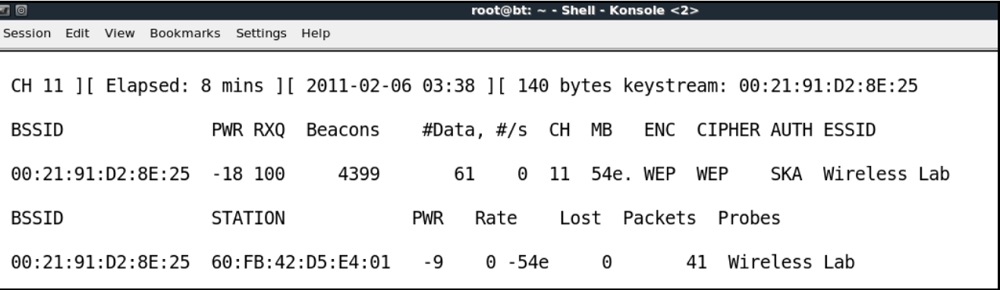 root@bt: ~ - Shell - Konsole <2>
Session Edit View Bookmarks Settings Help
CH 11 ][ Elapsed: 8 mins ][ 2011-02-06 03:38 ][ 140 bytes keystream: 00:21:91:D2:8E:25
BSSID PWR RXQ Beacons #Data, #/s CH MB ENC CIPHER AUTH ESSID
00:21:91:D2:8E:25 -18 100 4399 61 0 11 54e. WEP WEP SKA Wireless Lab
BSSID STATION PWR Rate Lost Packets Probes
00:21:91:D2:8E:25 60:FB:42:D5:E4:01 -9 0 -54e 0 41 Wireless Lab